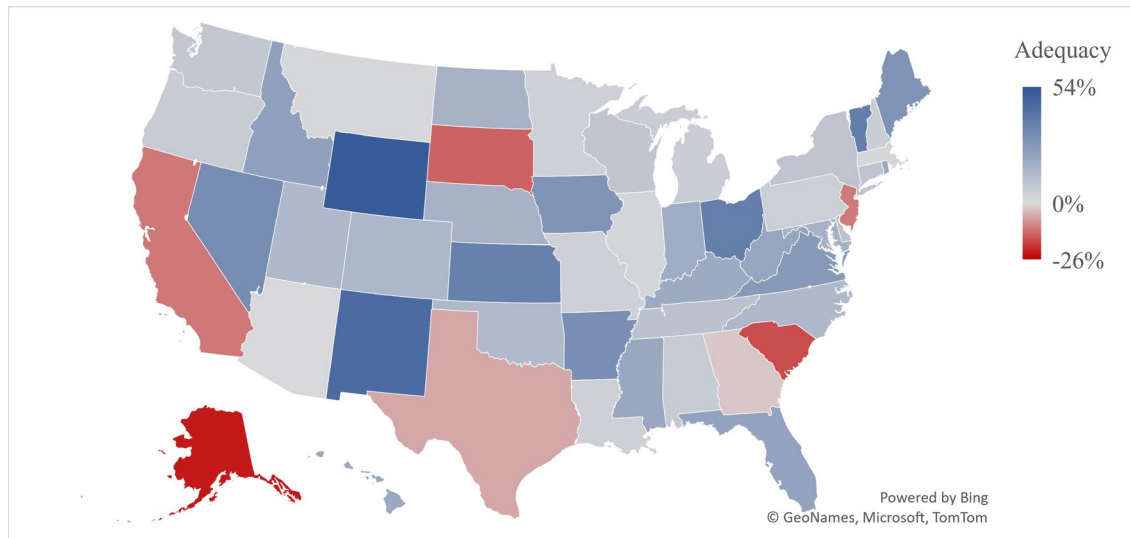 Adequacy
54%
0%
-26%
Powered by Bing
© GeoNames, Microsoft, TomTom